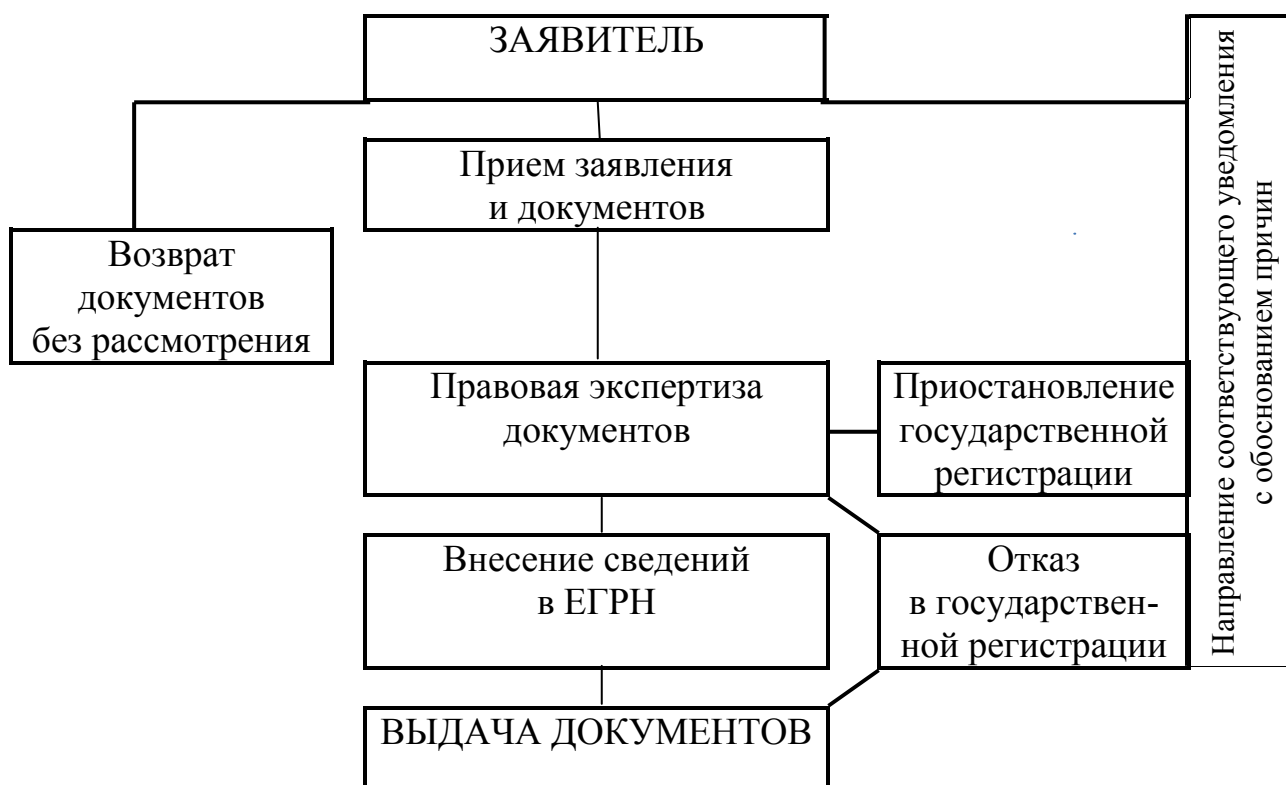 ЗАЯВИТЕЛЬ
Прием заявления
и документов
Возврат
документов
без рассмотрения
Правовая экспертиза
документов
Приостановление
государственной
регистрации
Внесение сведений
в ЕГРН
Отказ
в государствен-
ной регистрации
ВЫДАЧА ДОКУМЕНТОВ
Направление соответствующего уведомления
с обоснованием причин